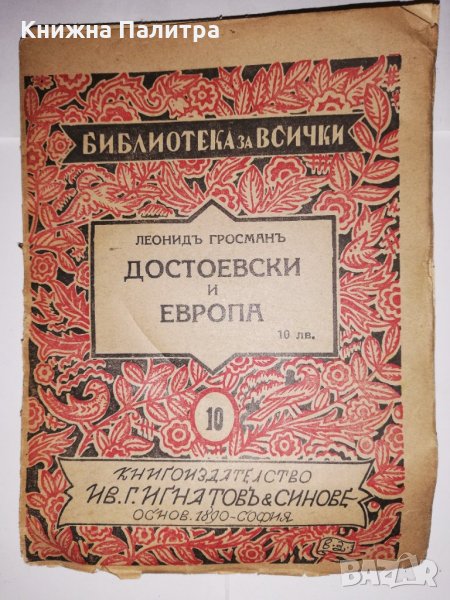 Книжна Палитра
БИБЛИОТЕКА ЗА ВСИЧКИ
ЛЕОНИДЪ ГРОСМАНЪ
ДОСТОЕВСКИ
И
ЕВРОПА
10 лв.
10
КНИГОИЗДАТЕЛСТВО
ИВ. Г. ИГНАТОВЪ & СИНОВЕ
ОСНОВ. 1890-СОФИЯ
BAZAR